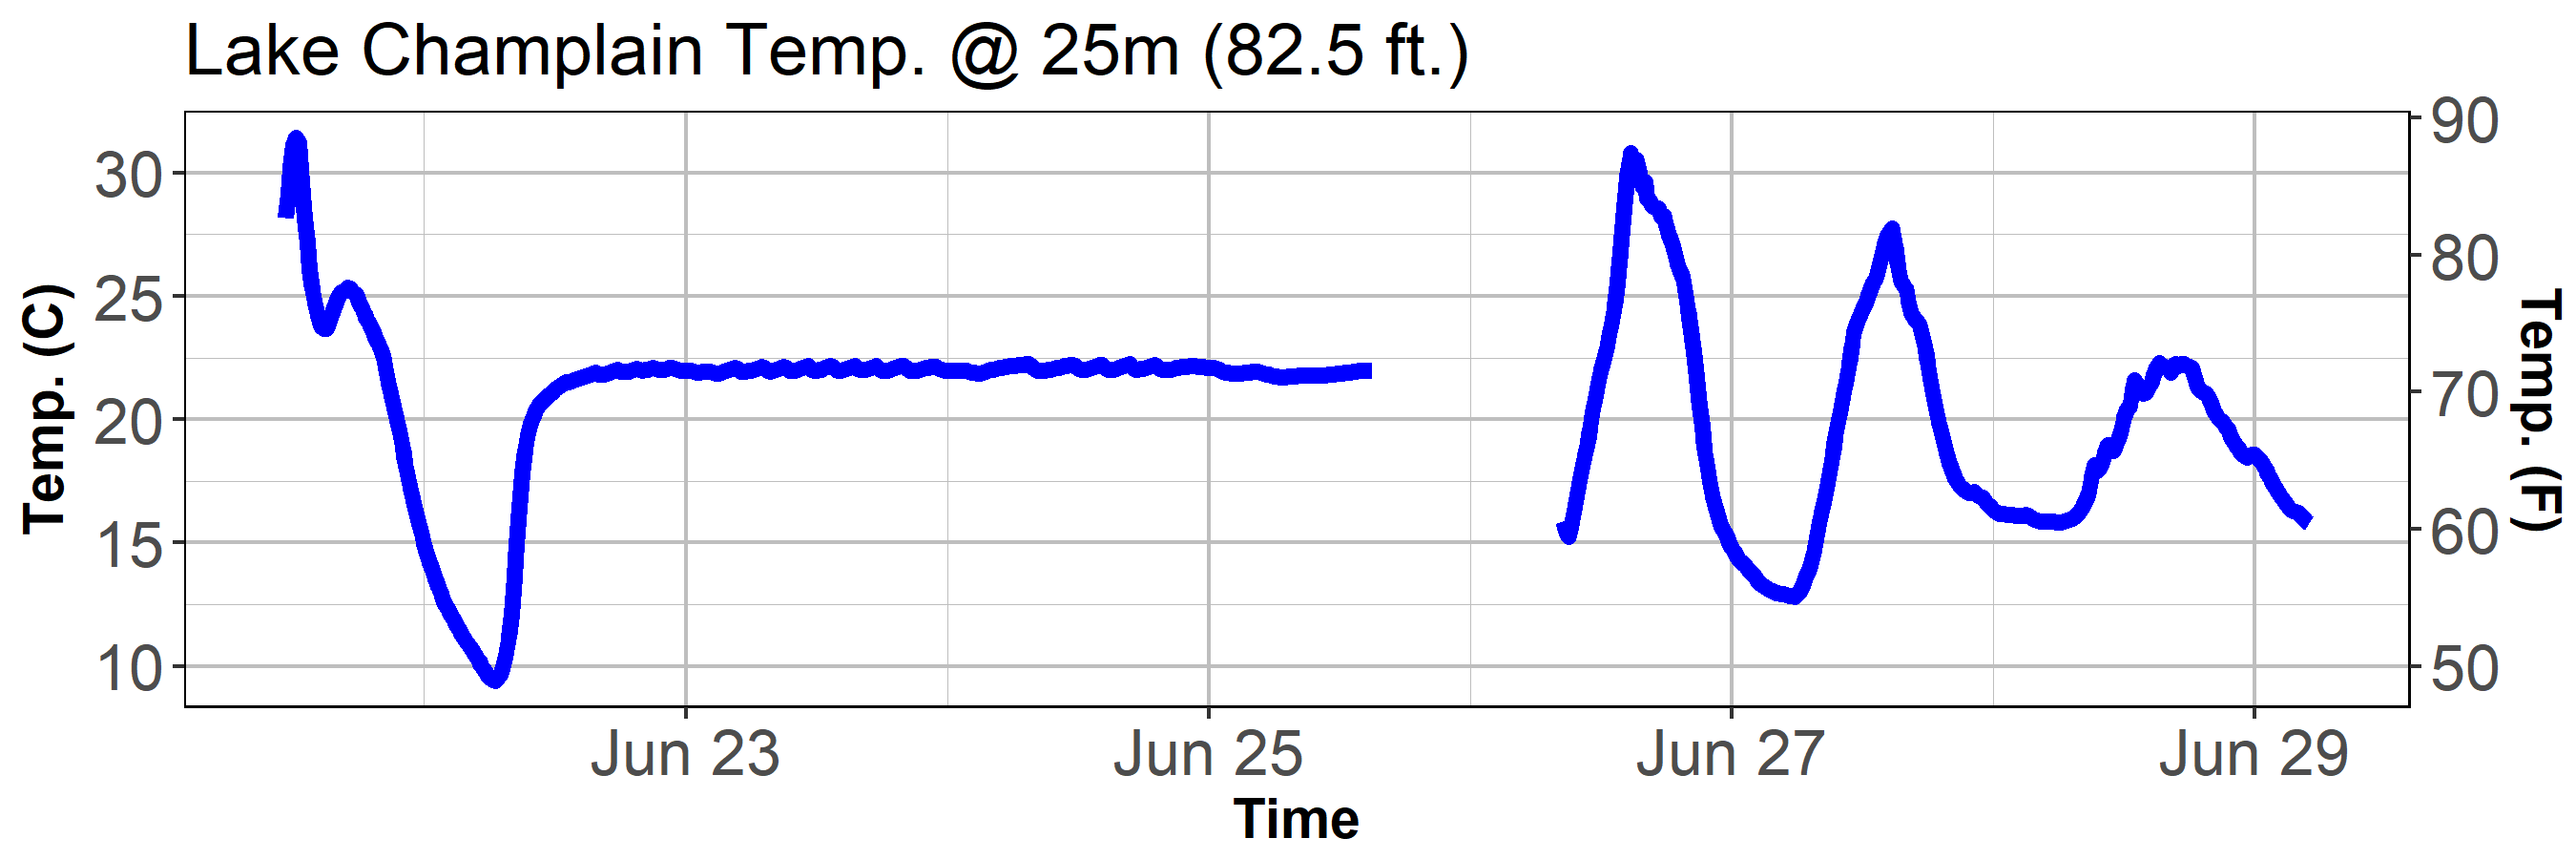 Lake Champlain Temp. @ 25m (82.5 ft.)
Temp. (C)
30
25
20
15
10
90
80
70
60
50
Temp. (F)
Jun 23 Jun 25 Jun 27 Jun 29
Time